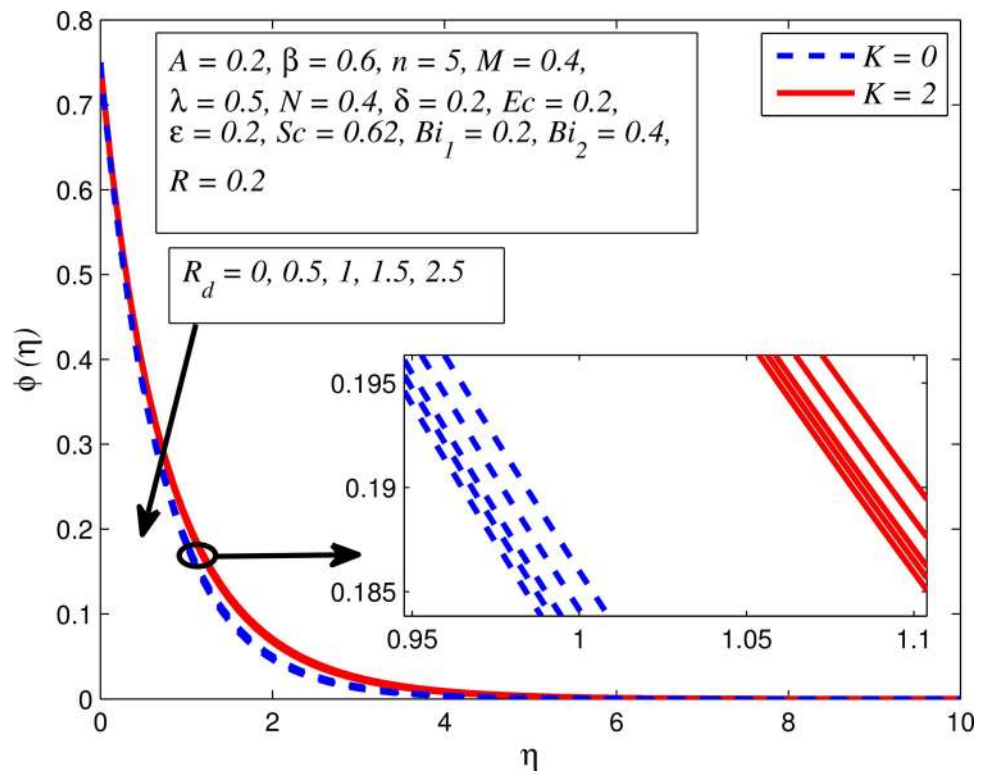 0.8
0.7
0.6
0.5
0.4
0.3
0.2
0.1
0
ϕ (η)
A = 0.2, β = 0.6, n = 5, M = 0.4,
λ = 0.5, N = 0.4, δ = 0.2, Ec = 0.2,
ε = 0.2, Sc = 0.62, Bi₁ = 0.2, Bi₂ = 0.4,
R = 0.2
K = 0
K = 2
R_d = 0, 0.5, 1, 1.5, 2.5
0.195
0.19
0.185
0.95 1 1.05 1.1
0 2 4 6 8 10
η